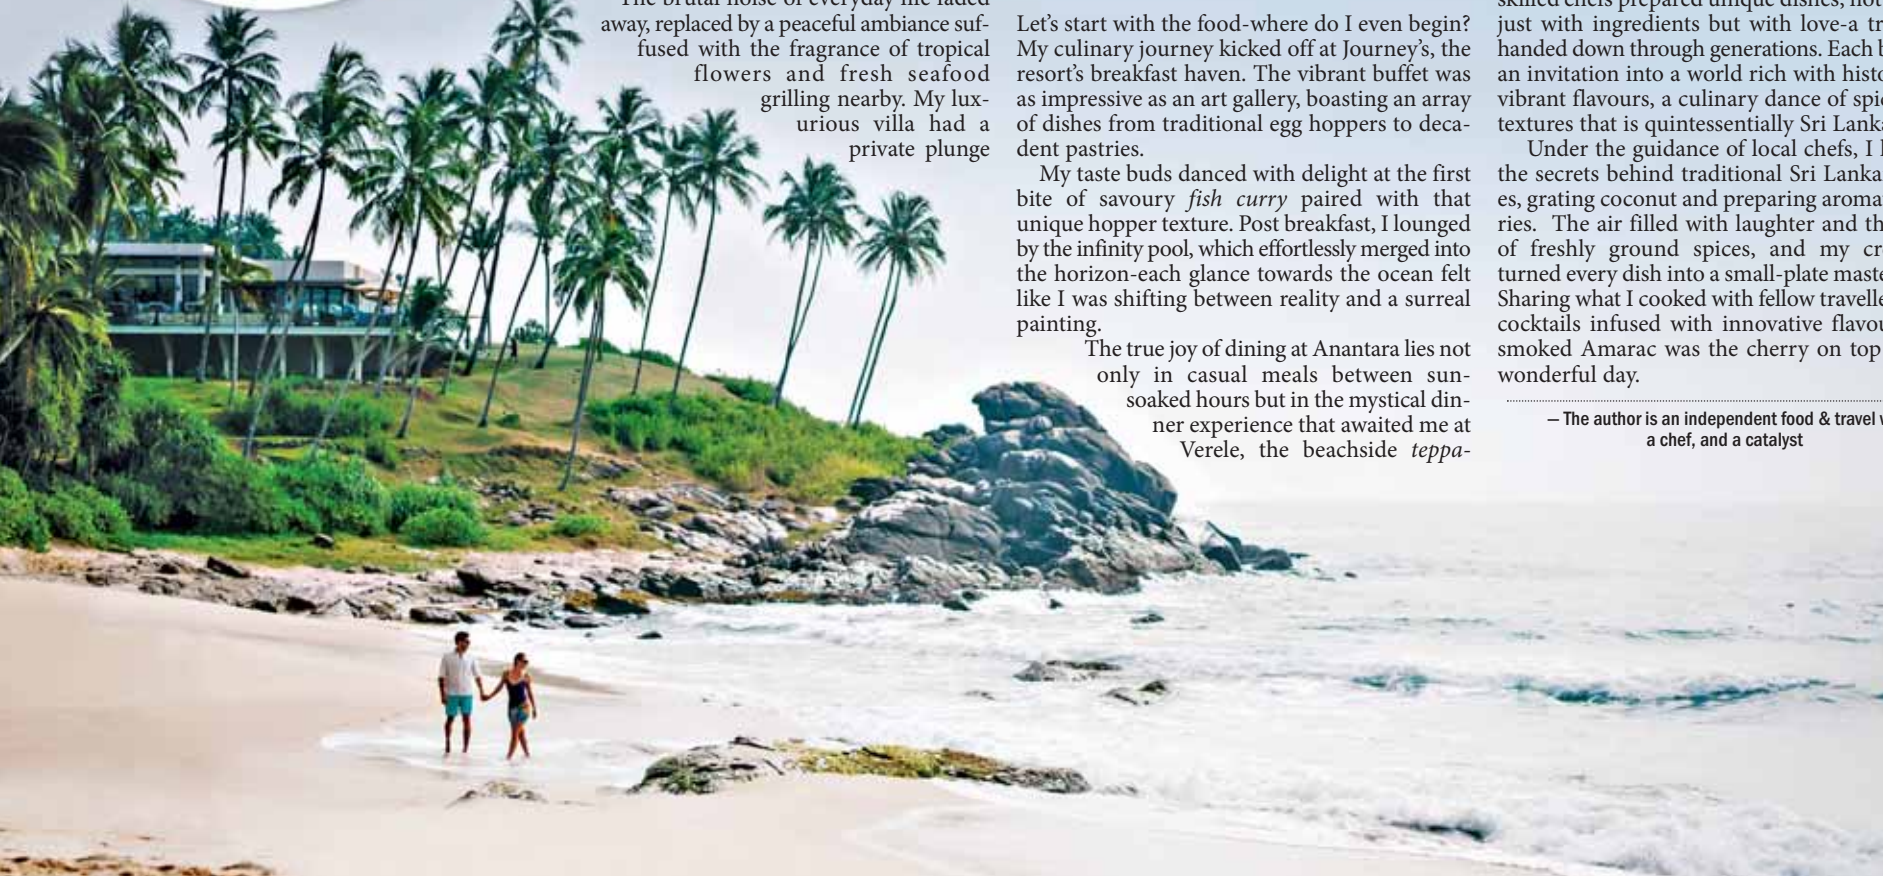 The brutal noise of everyday life faded
away, replaced by a peaceful ambiance suf-
fused with the fragrance of tropical
flowers and fresh seafood
grilling nearby. My lux-
urious villa had a
private plunge
Let’s start with the food-where do I even begin?
My culinary journey kicked off at Journey’s, the
resort’s breakfast haven. The vibrant buffet was
as impressive as an art gallery, boasting an array
of dishes from traditional egg hoppers to deca-
dent pastries.
My taste buds danced with delight at the first
bite of savoury fish curry paired with that
unique hopper texture. Post breakfast, I lounged
by the infinity pool, which effortlessly merged into
the horizon-each glance towards the ocean felt
like I was shifting between reality and a surreal
painting.
The true joy of dining at Anantara lies not
only in casual meals between sun-
soaked hours but in the mystical din-
ner experience that awaited me at
Verele, the beachside teppa-
skilled chefs prepared unique dishes, not
just with ingredients but with love-a
handed down through generations. Each
an invitation into a world rich with
vibrant flavours, a culinary dance of
textures that is quintessentially Sri
Under the guidance of local chefs, I
the secrets behind traditional Sri
es, grating coconut and preparing
ries. The air filled with laughter and
of freshly ground spices, and my
turned every dish into a small-plate
Sharing what I cooked with fellow
cocktails infused with innovative
smoked Amarac was the cherry on top
wonderful day.
– The author is an independent food & travel
a chef, and a catalyst